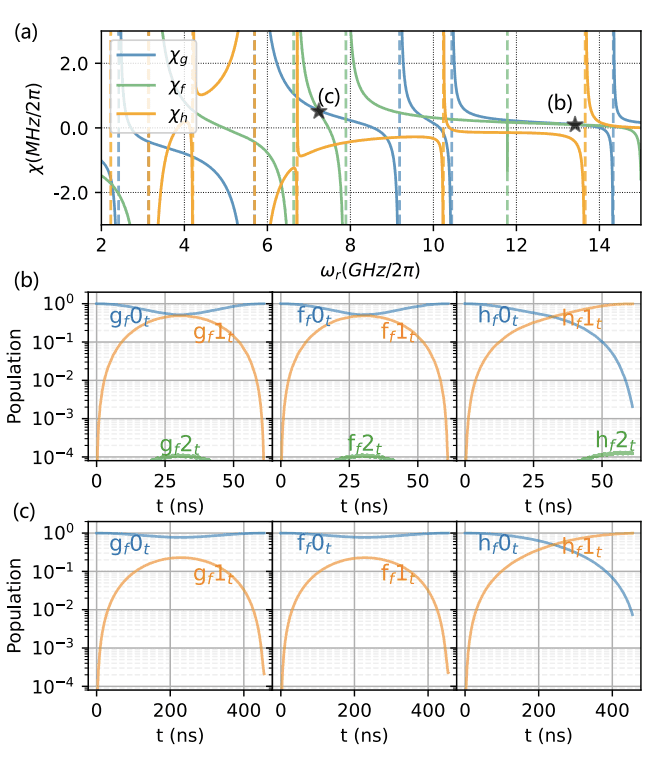 (a)
χg
χf
χh
(c)
(b)
χ(MHz/2π)
2.0
0.0
-2.0
2 4 6 8 10 12 14
ωr(GHz/2π)
(b)
Population
10⁰
10⁻¹
10⁻²
10⁻³
10⁻⁴
gf0t
gf1t
gf2t
ff0t
ff1t
ff2t
hf0t
hf1t
hf2t
0 25 50 0 25 50 0 25 50
t (ns) t (ns) t (ns)
(c)
Population
10⁰
10⁻¹
10⁻²
10⁻³
10⁻⁴
gf0t
gf1t
ff0t
ff1t
hf0t
hf1t
0 200 400 0 200 400 0 200 400
t (ns) t (ns) t (ns)